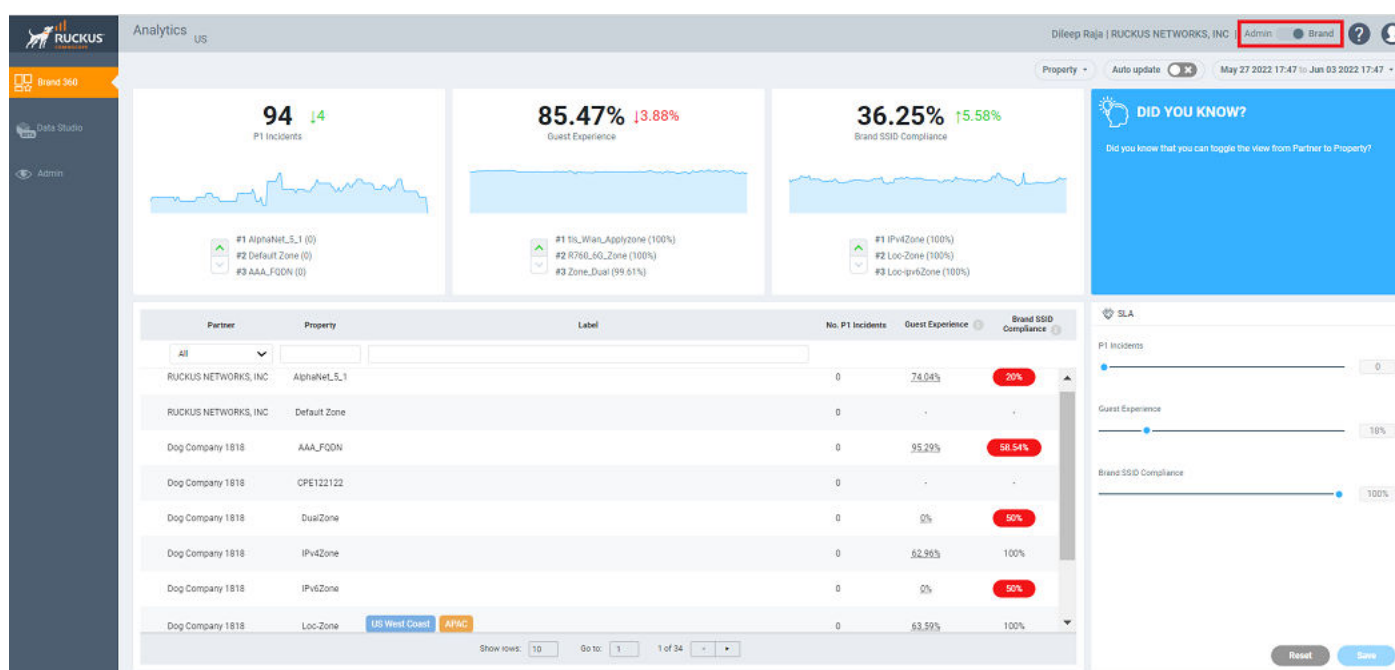 RUCKUS
COMMSCOPE
Analytics US
Dileep Raja | RUCKUS NETWORKS, INC | Admin Brand ?
Brand 360
Data Studio
Admin
Property
Auto update
May 27 2022 17:47 to Jun 03 2022 17:47
94 ↓4
P1 Incidents
#1 AlphaNet_5_1 (0)
#2 Default Zone (0)
#3 AAA_FQDN (0)
85.47% ↓3.88%
Guest Experience
#1 tis_Wlan_Applyzone (100%)
#2 R760_6G_Zone (100%)
#3 Zone_Dual (99.61%)
36.25% ↑5.58%
Brand SSID Compliance
#1 IPv4Zone (100%)
#2 Loc-Zone (100%)
#3 Loc-ipv6Zone (100%)
DID YOU KNOW?
Did you know that you can toggle the view from Partner to Property?
Partner Property Label No. P1 Incidents Guest Experience Brand SSID Compliance
All
RUCKUS NETWORKS, INC AlphaNet_5_1 0 74.04% 20%
RUCKUS NETWORKS, INC Default Zone 0 - -
Dog Company 1818 AAA_FQDN 0 95.29% 58.54%
Dog Company 1818 CPE122122 0 - -
Dog Company 1818 DualZone 0 0% 50%
Dog Company 1818 IPv4Zone 0 62.96% 100%
Dog Company 1818 IPv6Zone 0 0% 50%
Dog Company 1818 Loc-Zone US West Coast APAC 0 63.59% 100%
Show rows: 10 Go to: 1 1 of 34
SLA
P1 Incidents
0
Guest Experience
18%
Brand SSID Compliance
100%
Reset Save